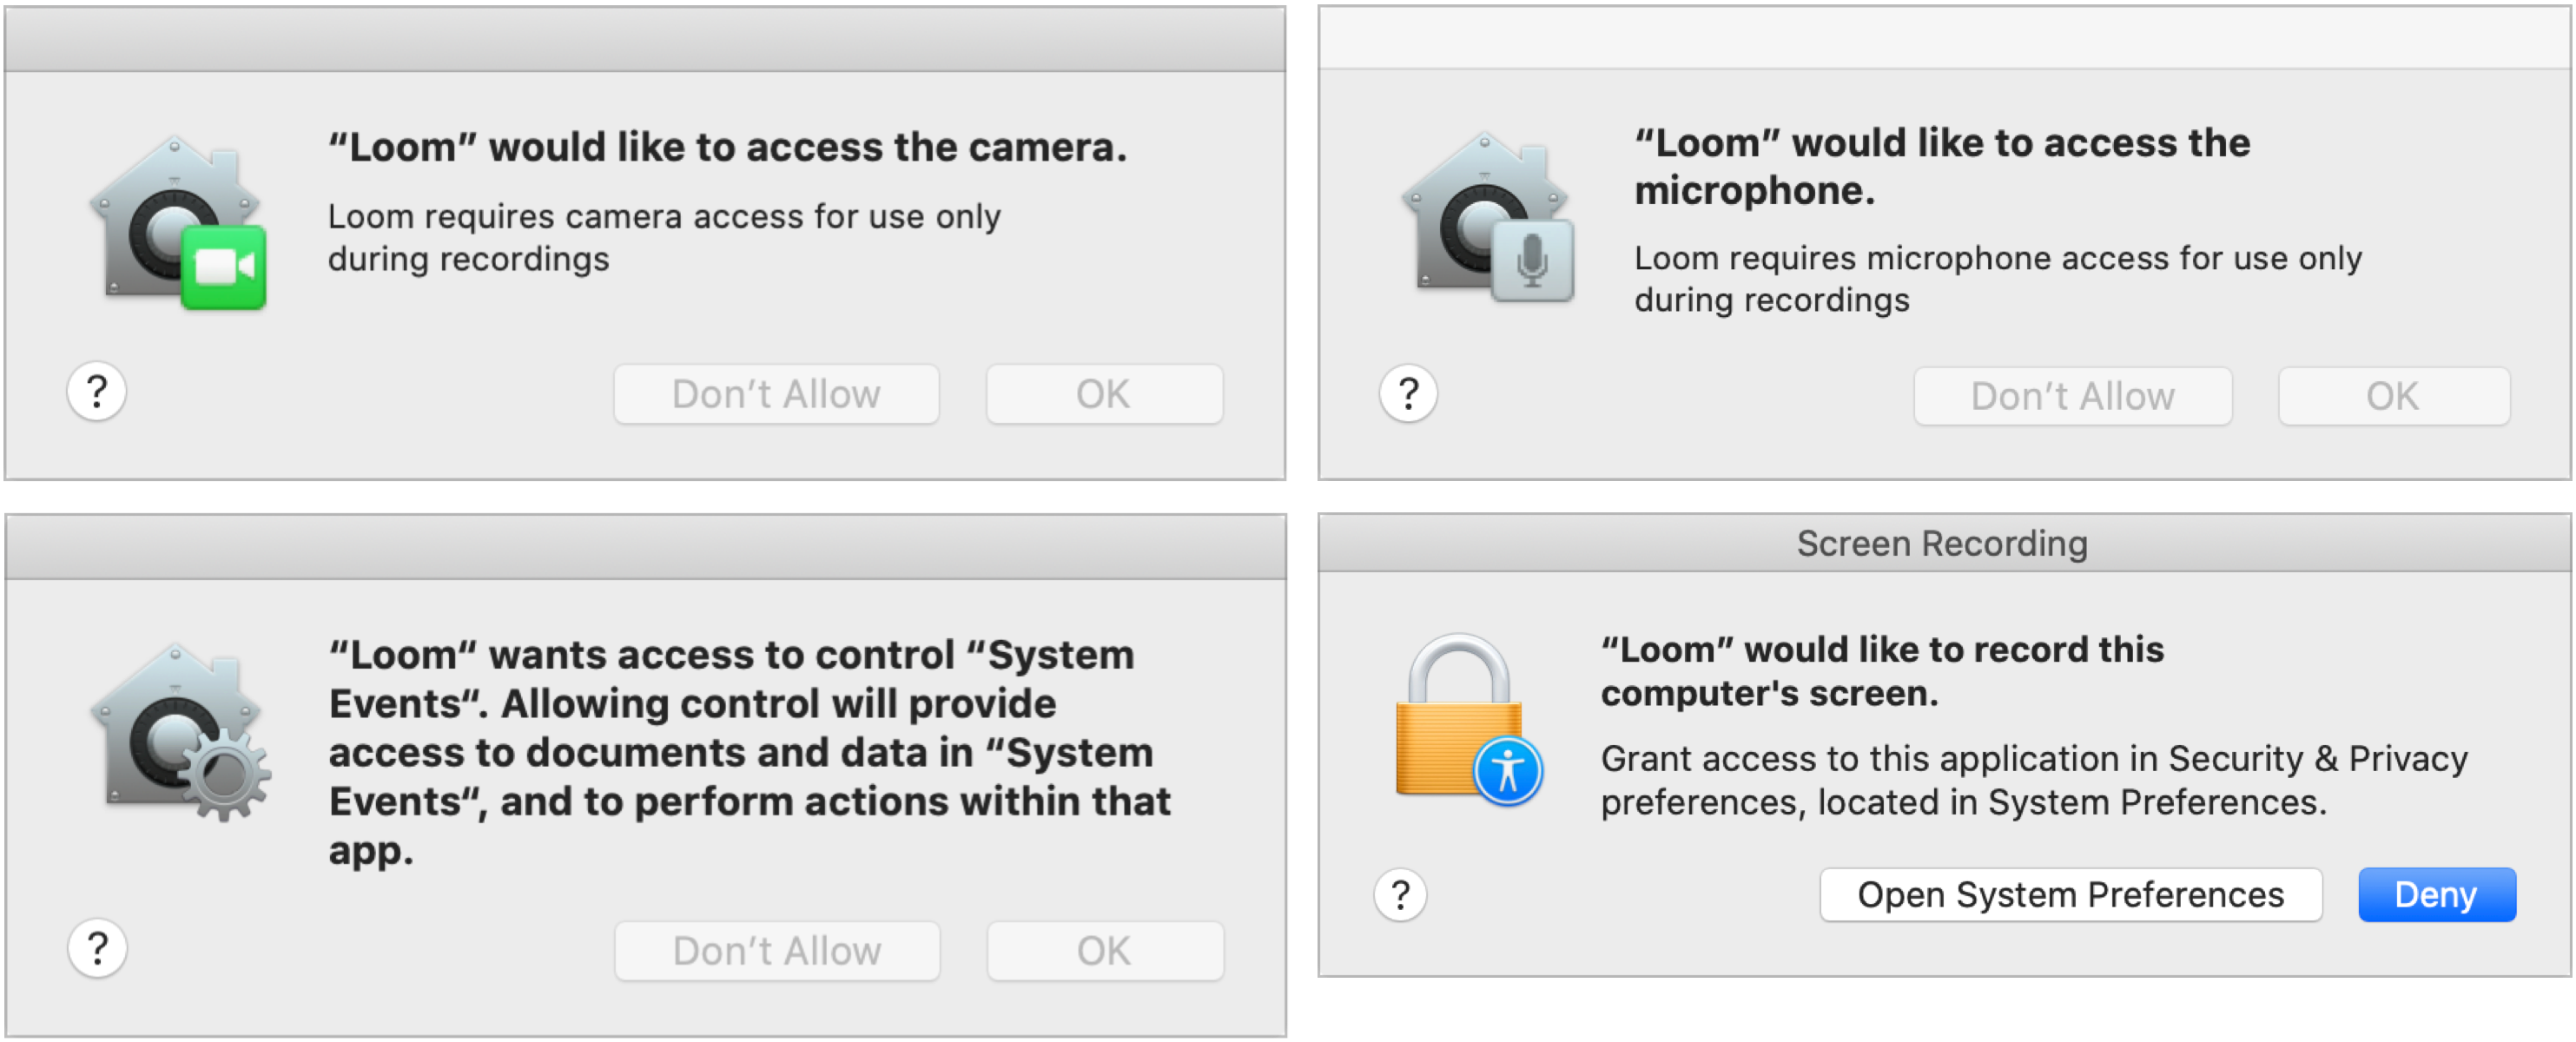 “Loom” would like to access the camera.
Loom requires camera access for use only
during recordings
?
Don’t Allow
OK
“Loom” would like to access the
microphone.
Loom requires microphone access for use only
during recordings
?
Don’t Allow
OK
“Loom“ wants access to control “System
Events“. Allowing control will provide
access to documents and data in “System
Events“, and to perform actions within that
app.
?
Don’t Allow
OK
Screen Recording
“Loom” would like to record this
computer's screen.
Grant access to this application in Security & Privacy
preferences, located in System Preferences.
?
Open System Preferences
Deny